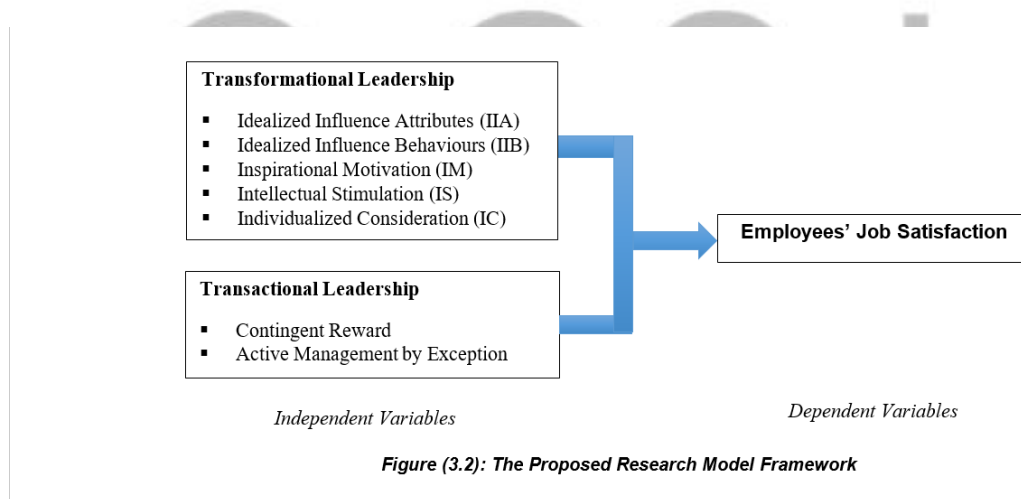 Transformational Leadership
▪ Idealized Influence Attributes (IIA)
▪ Idealized Influence Behaviours (IIB)
▪ Inspirational Motivation (IM)
▪ Intellectual Stimulation (IS)
▪ Individualized Consideration (IC)
Employees’ Job Satisfaction
Transactional Leadership
▪ Contingent Reward
▪ Active Management by Exception
Independent Variables
Dependent Variables
Figure (3.2): The Proposed Research Model Framework